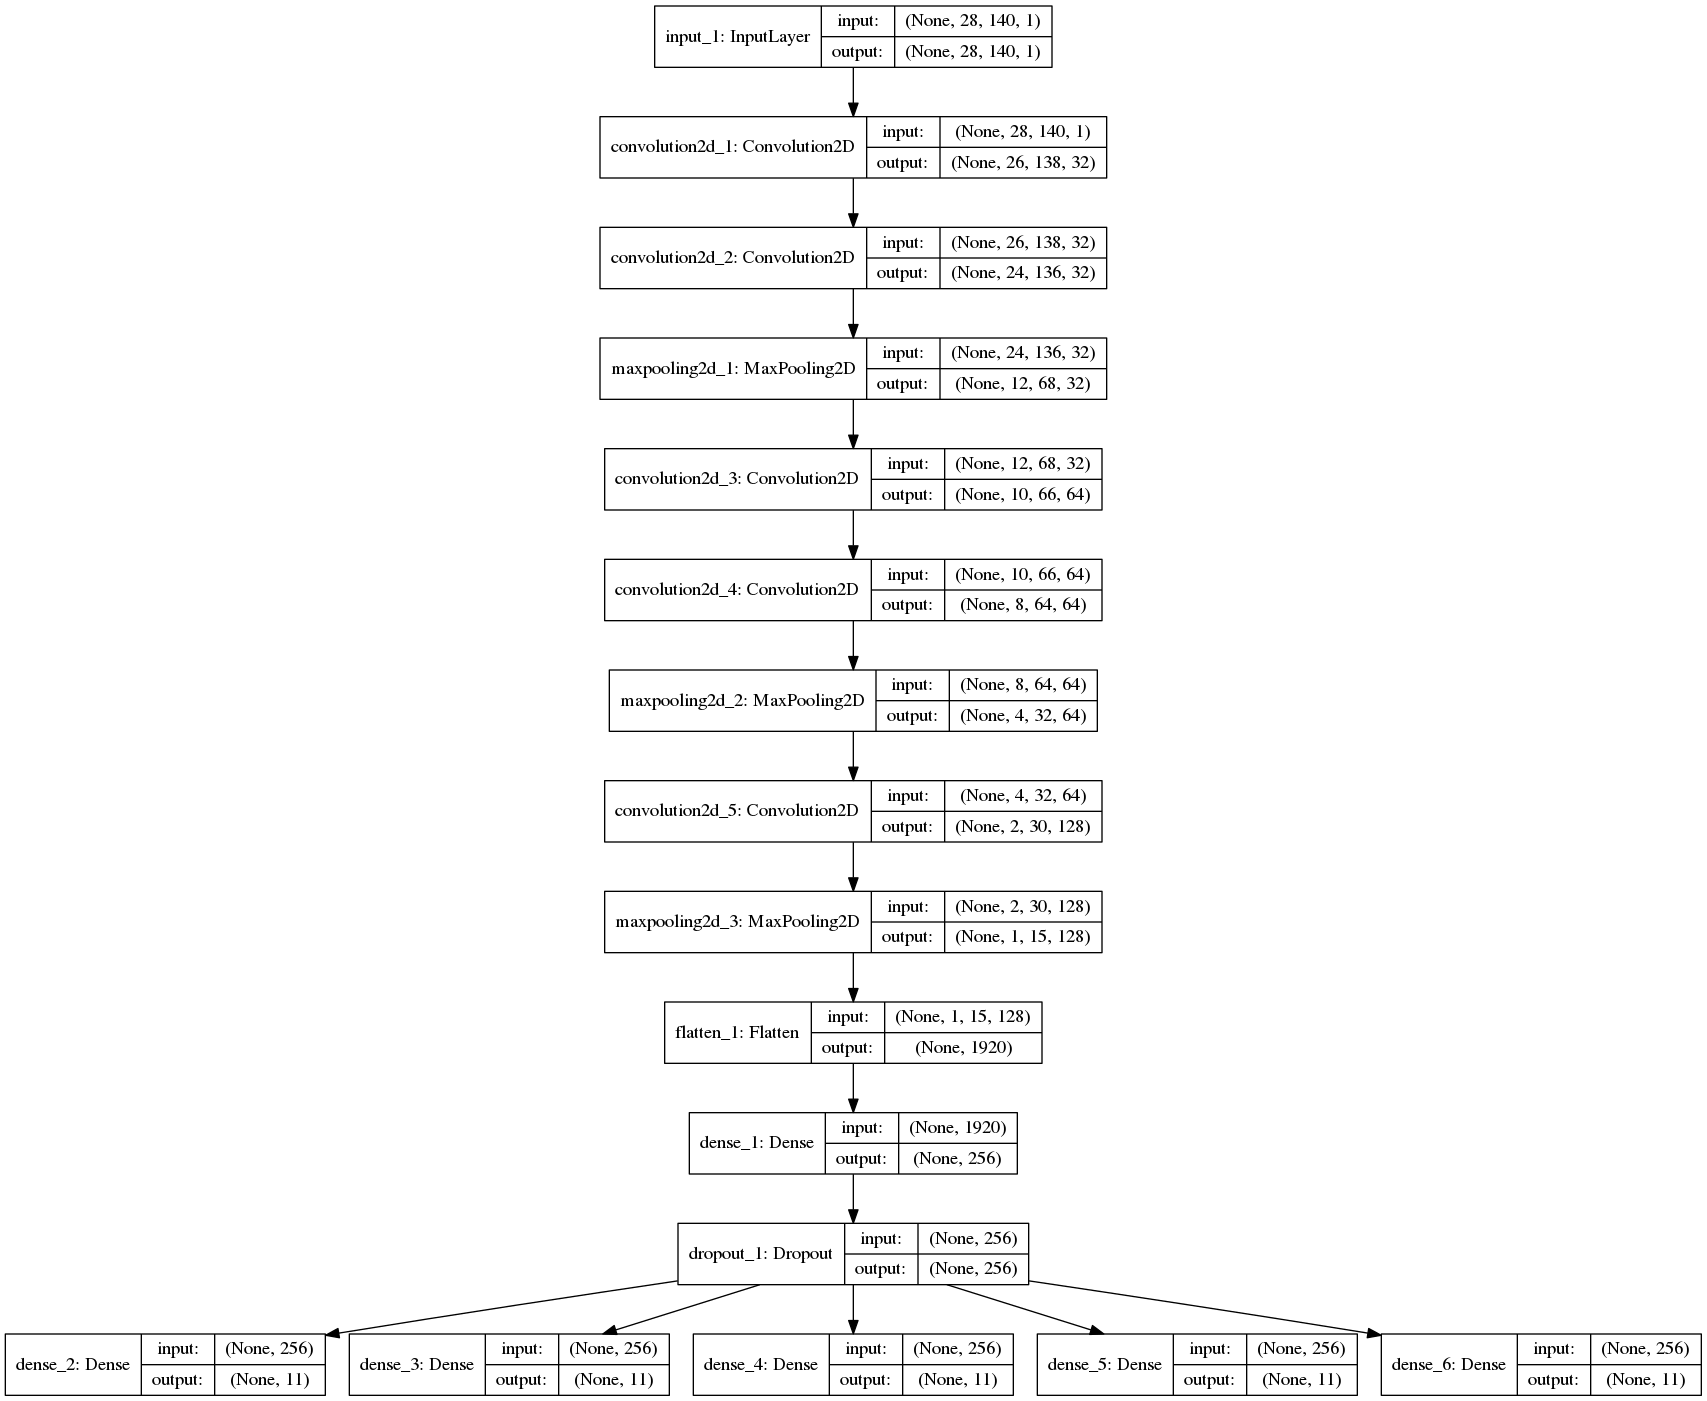 input_1: InputLayer
input: (None, 28, 140, 1)
output: (None, 28, 140, 1)
convolution2d_1: Convolution2D
input: (None, 28, 140, 1)
output: (None, 26, 138, 32)
convolution2d_2: Convolution2D
input: (None, 26, 138, 32)
output: (None, 24, 136, 32)
maxpooling2d_1: MaxPooling2D
input: (None, 24, 136, 32)
output: (None, 12, 68, 32)
convolution2d_3: Convolution2D
input: (None, 12, 68, 32)
output: (None, 10, 66, 64)
convolution2d_4: Convolution2D
input: (None, 10, 66, 64)
output: (None, 8, 64, 64)
maxpooling2d_2: MaxPooling2D
input: (None, 8, 64, 64)
output: (None, 4, 32, 64)
convolution2d_5: Convolution2D
input: (None, 4, 32, 64)
output: (None, 2, 30, 128)
maxpooling2d_3: MaxPooling2D
input: (None, 2, 30, 128)
output: (None, 1, 15, 128)
flatten_1: Flatten
input: (None, 1, 15, 128)
output: (None, 1920)
dense_1: Dense
input: (None, 1920)
output: (None, 256)
dropout_1: Dropout
input: (None, 256)
output: (None, 256)
dense_2: Dense
input: (None, 256)
output: (None, 11)
dense_3: Dense
input: (None, 256)
output: (None, 11)
dense_4: Dense
input: (None, 256)
output: (None, 11)
dense_5: Dense
input: (None, 256)
output: (None, 11)
dense_6: Dense
input: (None, 256)
output: (None, 11)